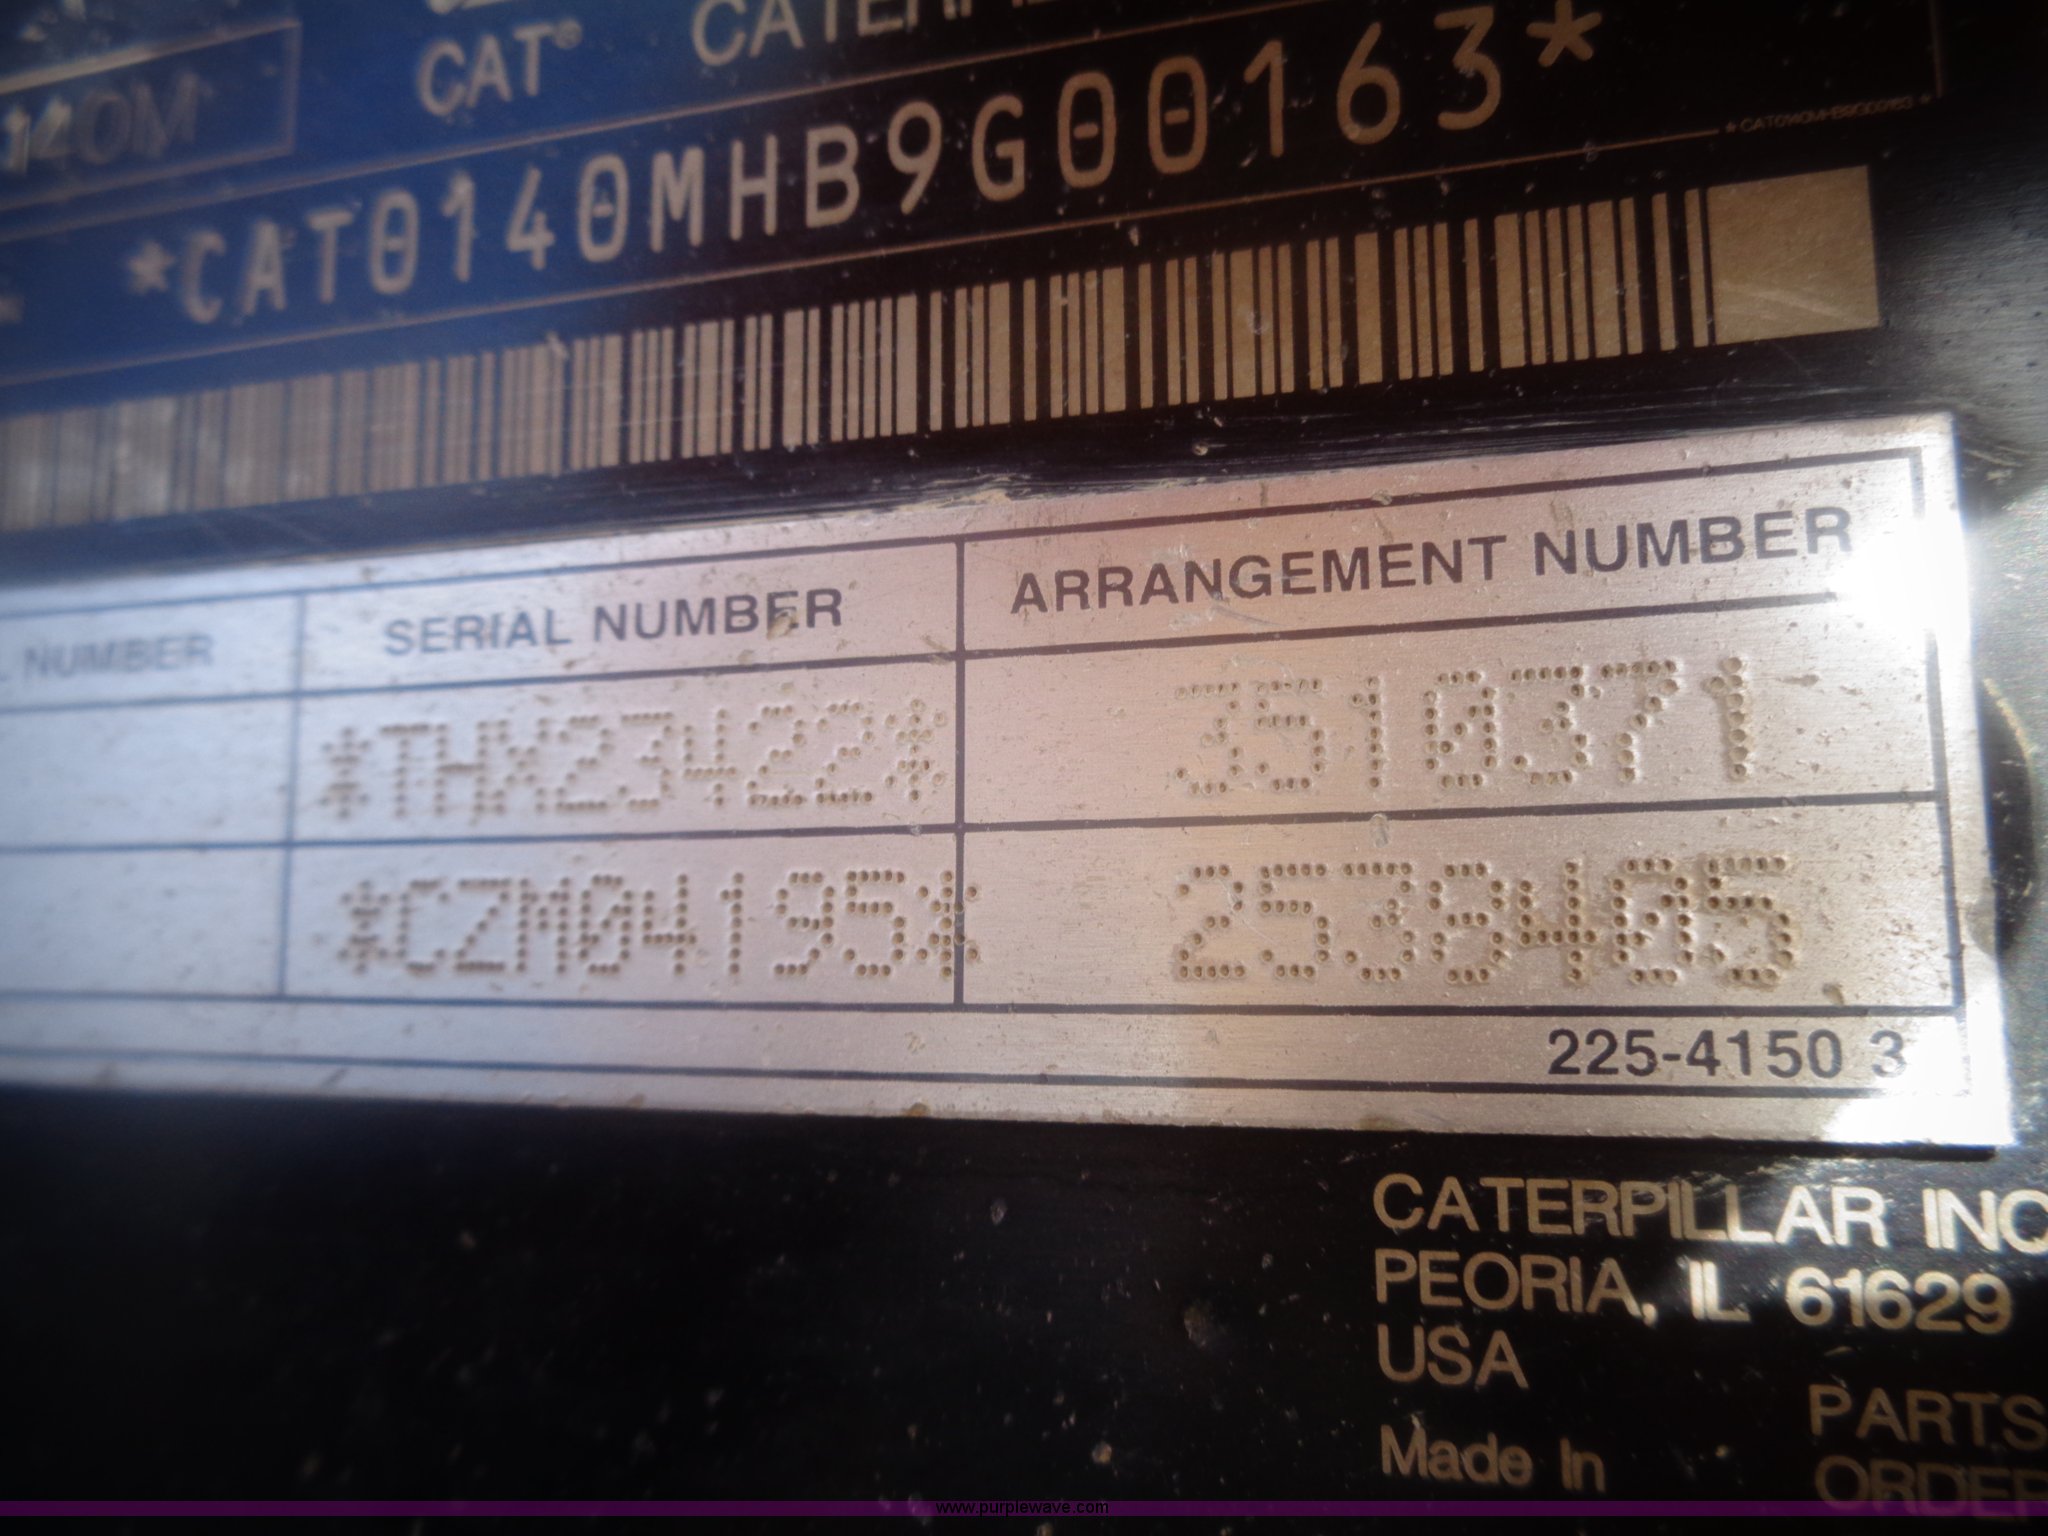 140M
CAT® CATER
*CAT0140MHB9G00163*
*CAT0140MHB9G00163*
L NUMBER SERIAL NUMBER ARRANGEMENT NUMBER
*THX23422* 3510371
*CZM04195* 2538405
225-4150 3
CATERPILLAR INC
PEORIA, IL 61629
USA
Made In
PARTS
ORDER
www.purplewave.com